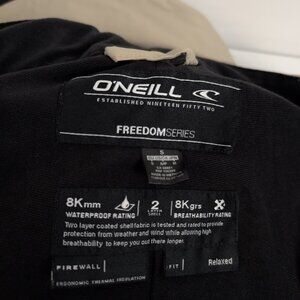 O'NEILL
ESTABLISHED NINETEEN FIFTY TWO
FREEDOMSERIES
S
8Kmm
WATERPROOF RATING
2
8Kgrs
BREATHABILITY RATING
Two layer coated shell fabric is tested and rated to provide
protection from weather and wind while allowing high
breathability to keep you out there longer.
FIREWALL
ERGONOMIC THERMAL INSULATION
FIT
Relaxed